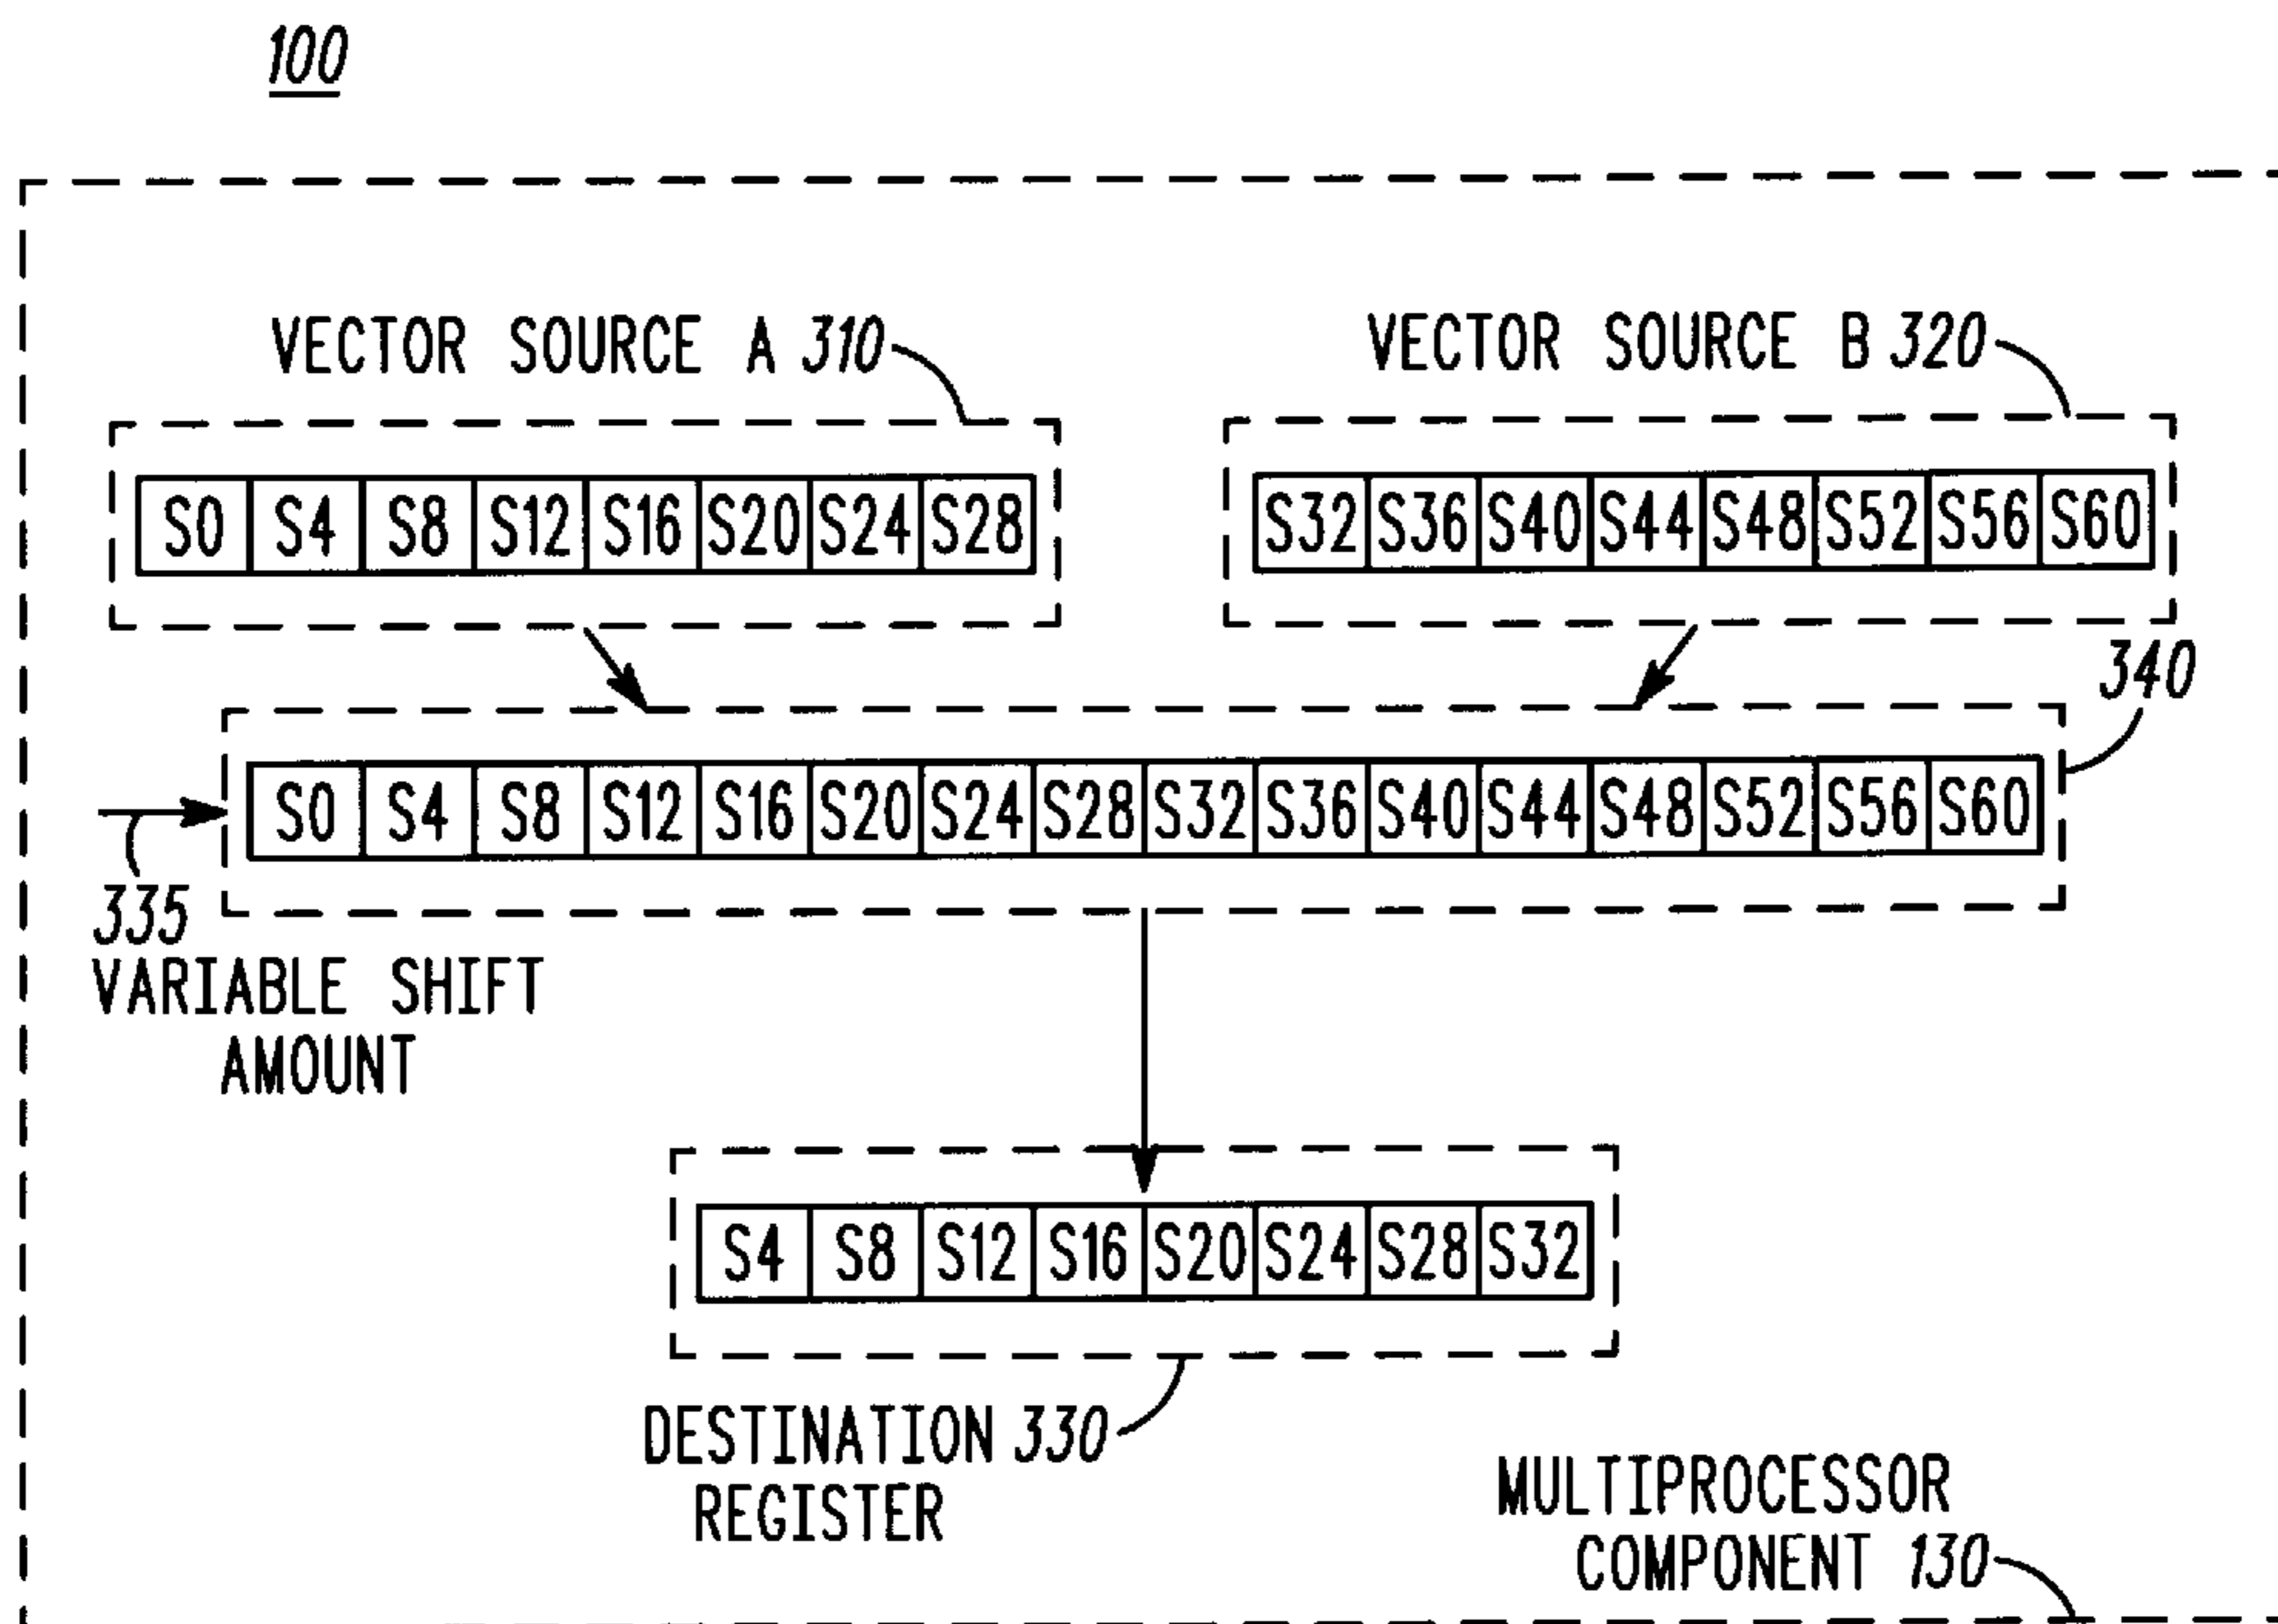 100
VECTOR SOURCE A 310
VECTOR SOURCE B 320
S0 S4 S8 S12 S16 S20 S24 S28
S32 S36 S40 S44 S48 S52 S56 S60
340
S0 S4 S8 S12 S16 S20 S24 S28 S32 S36 S40 S44 S48 S52 S56 S60
335
VARIABLE SHIFT
AMOUNT
S4 S8 S12 S16 S20 S24 S28 S32
DESTINATION 330
REGISTER
MULTIPROCESSOR
COMPONENT 130